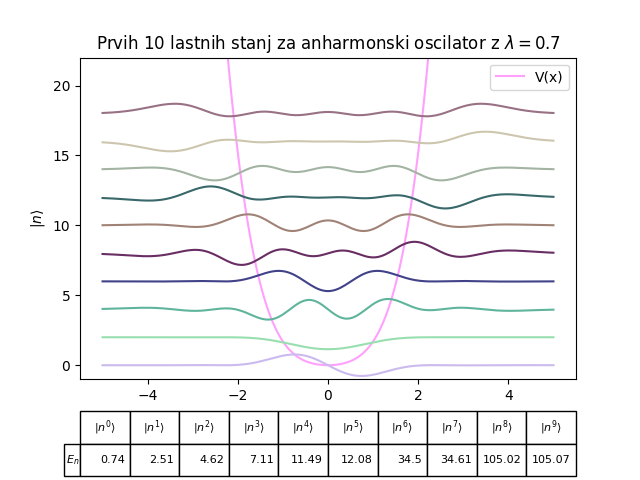 Prvih 10 lastnih stanj za anharmonski oscilator z λ = 0.7
V(x)
20
15
|n⟩
10
5
0
−4 −2 0 2 4
|n⁰⟩ |n¹⟩ |n²⟩ |n³⟩ |n⁴⟩ |n⁵⟩ |n⁶⟩ |n⁷⟩ |n⁸⟩ |n⁹⟩
Eₙ 0.74 2.51 4.62 7.11 11.49 12.08 34.5 34.61 105.02 105.07